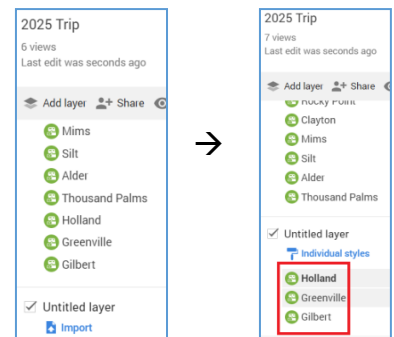 2025 Trip
6 views
Last edit was seconds ago
Add layer Share
Mims
Silt
Alder
Thousand Palms
Holland
Greenville
Gilbert
Untitled layer
Import
→
2025 Trip
7 views
Last edit was seconds ago
Add layer Share
Rocky Point
Clayton
Mims
Silt
Alder
Thousand Palms
Untitled layer
Individual styles
Holland
Greenville
Gilbert